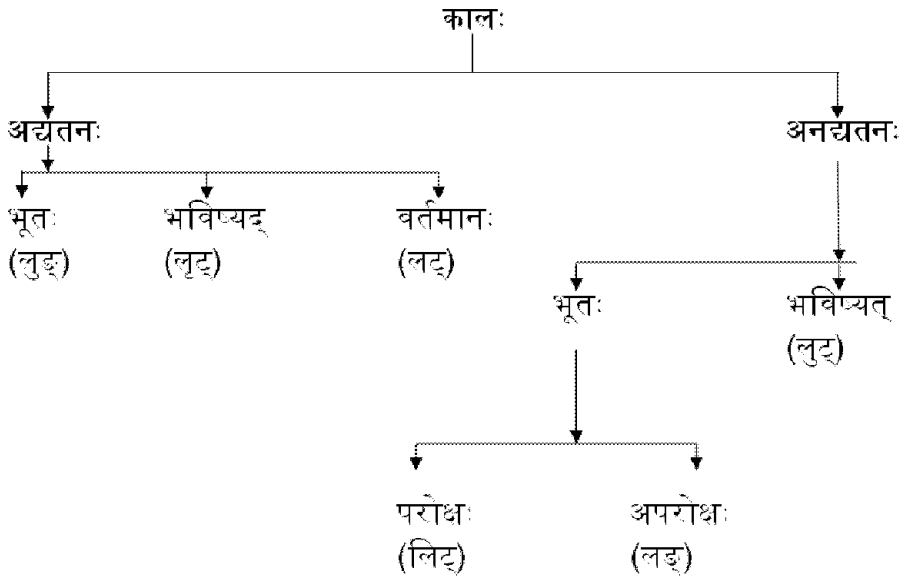 कालः
अद्यतनः
अनद्यतनः
भूतः
(लुङ्)
भविष्यद्
(लृट्)
वर्तमानः
(लट्)
भूतः
भविष्यत्
(लुट्)
परोक्षः
(लिट्)
अपरोक्षः
(लङ्)